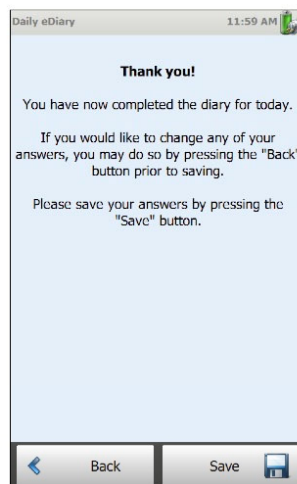 Daily eDiary 11:59 AM
Thank you!
You have now completed the diary for today.
If you would like to change any of your
answers, you may do so by pressing the "Back"
button prior to saving.
Please save your answers by pressing the
"Save" button.
Back Save